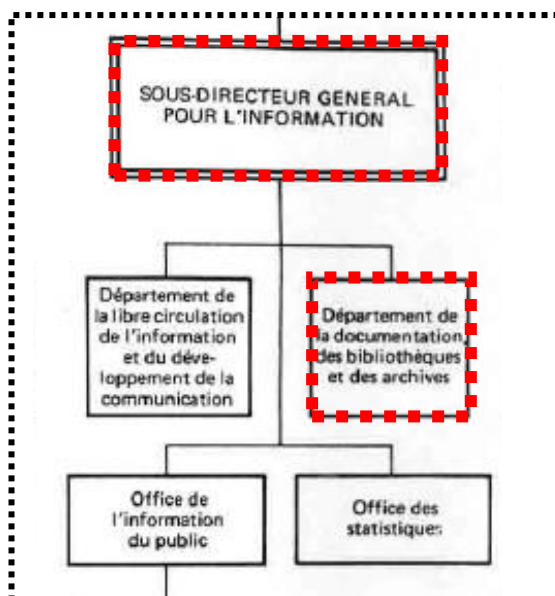 SOUS-DIRECTEUR GENERAL
POUR L'INFORMATION
Département de
la libre circulation
de l'information
et du déve-
loppement de la
communication
Département de
la documentation,
des bibliothèques
et des archives
Office de
l'information
du public
Office des
statistiques